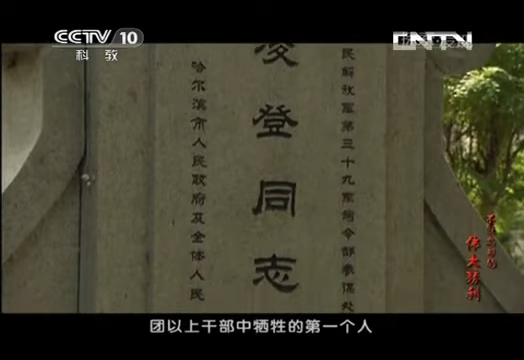 CCTV 10
科教
CNTV
民解放军第三十九军司令部参谋处
登同志
哈尔滨市人民政府及全体人民
伟大胜利
团以上干部中牺牲的第一个人